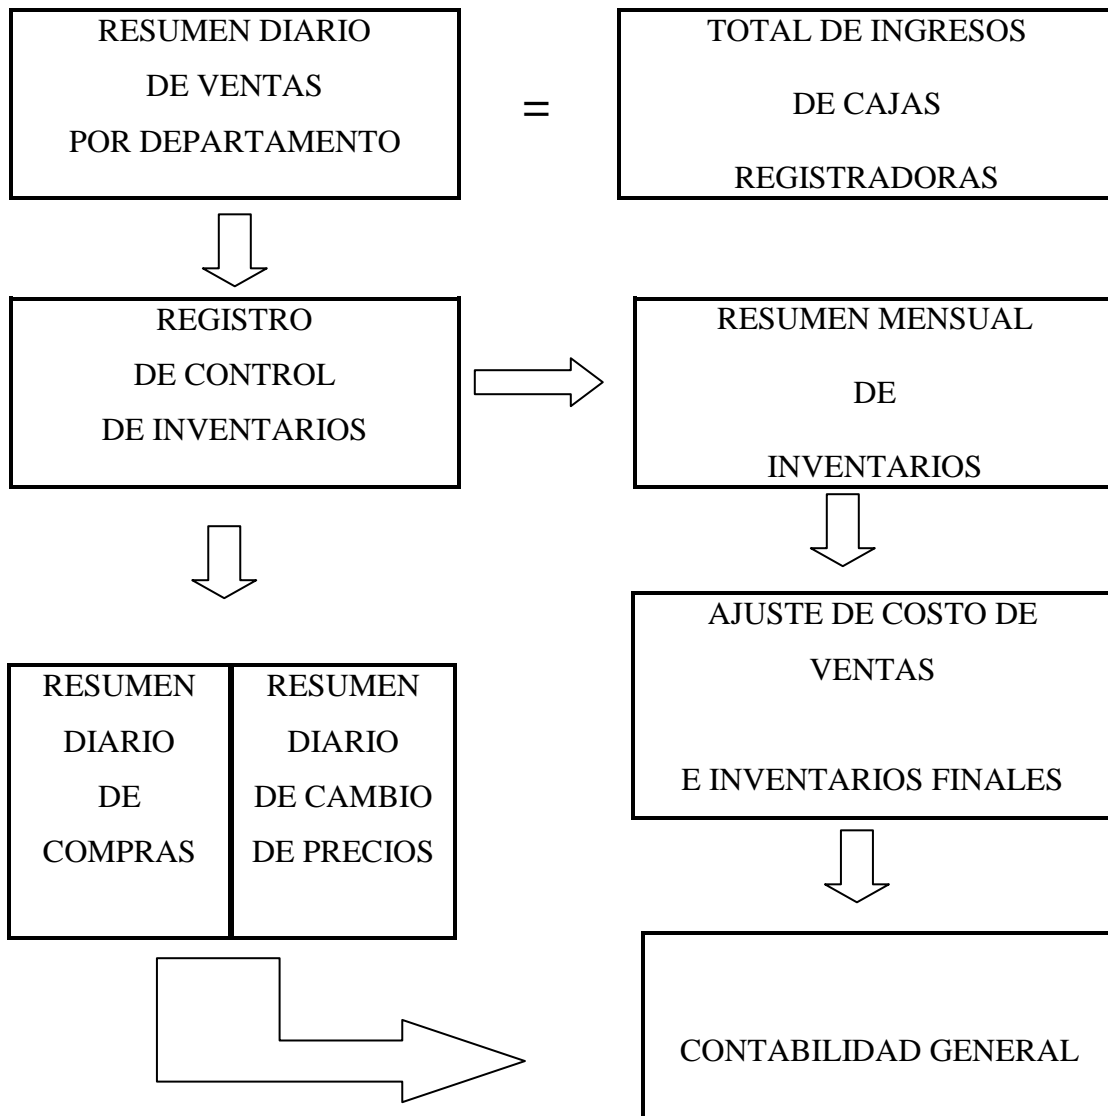 RESUMEN DIARIO
DE VENTAS
POR DEPARTAMENTO
=
TOTAL DE INGRESOS
DE CAJAS
REGISTRADORAS
REGISTRO
DE CONTROL
DE INVENTARIOS
RESUMEN MENSUAL
DE
INVENTARIOS
AJUSTE DE COSTO DE
VENTAS
E INVENTARIOS FINALES
RESUMEN
DIARIO
DE
COMPRAS
RESUMEN
DIARIO
DE CAMBIO
DE PRECIOS
CONTABILIDAD GENERAL